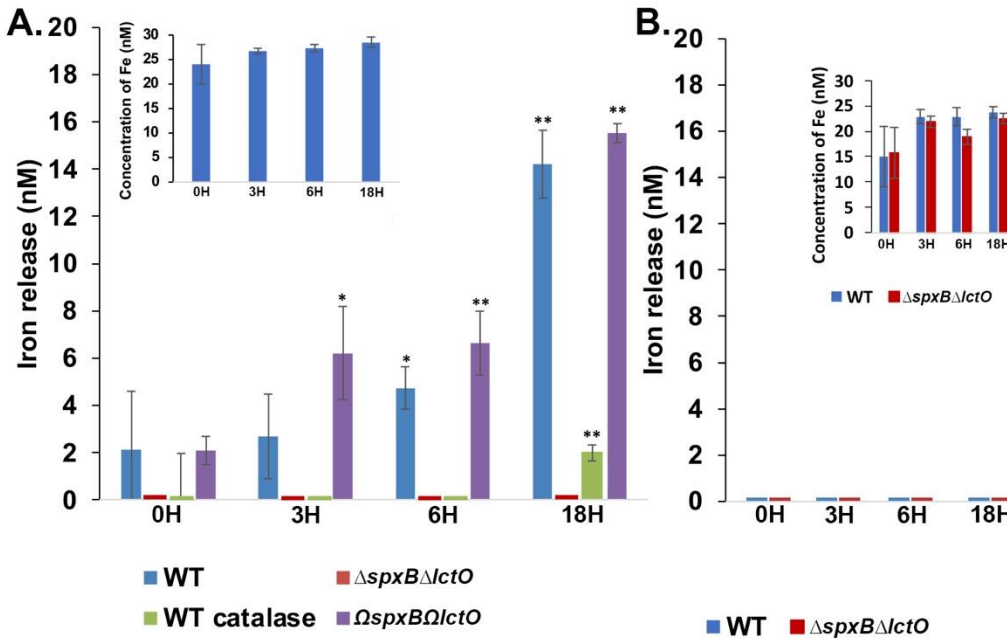 A.
Iron release (nM)
20
18
16
14
12
10
8
6
4
2
0
Concentration of Fe (nM)
30
25
20
15
10
5
0
0H 3H 6H 18H
* * ** ** ** **
0H 3H 6H 18H
WT ΔspxBΔlctO
WT catalase ΩspxBΩlctO
B.
Iron release (nM)
20
18
16
14
12
10
8
6
4
2
0
Concentration of Fe (nM)
30
25
20
15
10
5
0
0H 3H 6H 18H
WT ΔspxBΔlctO
0H 3H 6H 18H
WT ΔspxBΔlctO